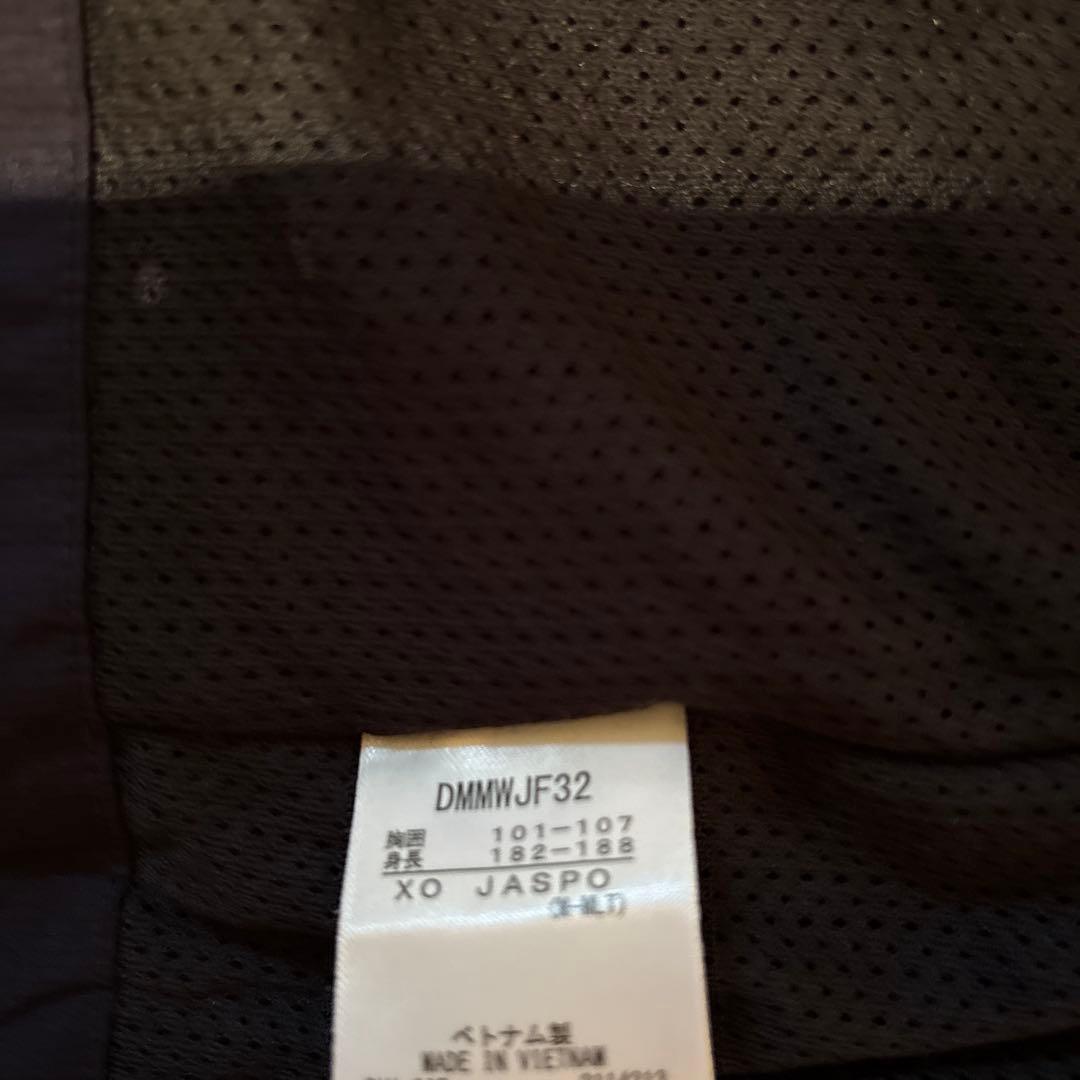 DMMWJF32
胸囲 101-107
身長 182-188
XO JASPO
ベトナム製
MADE IN VIETNAM